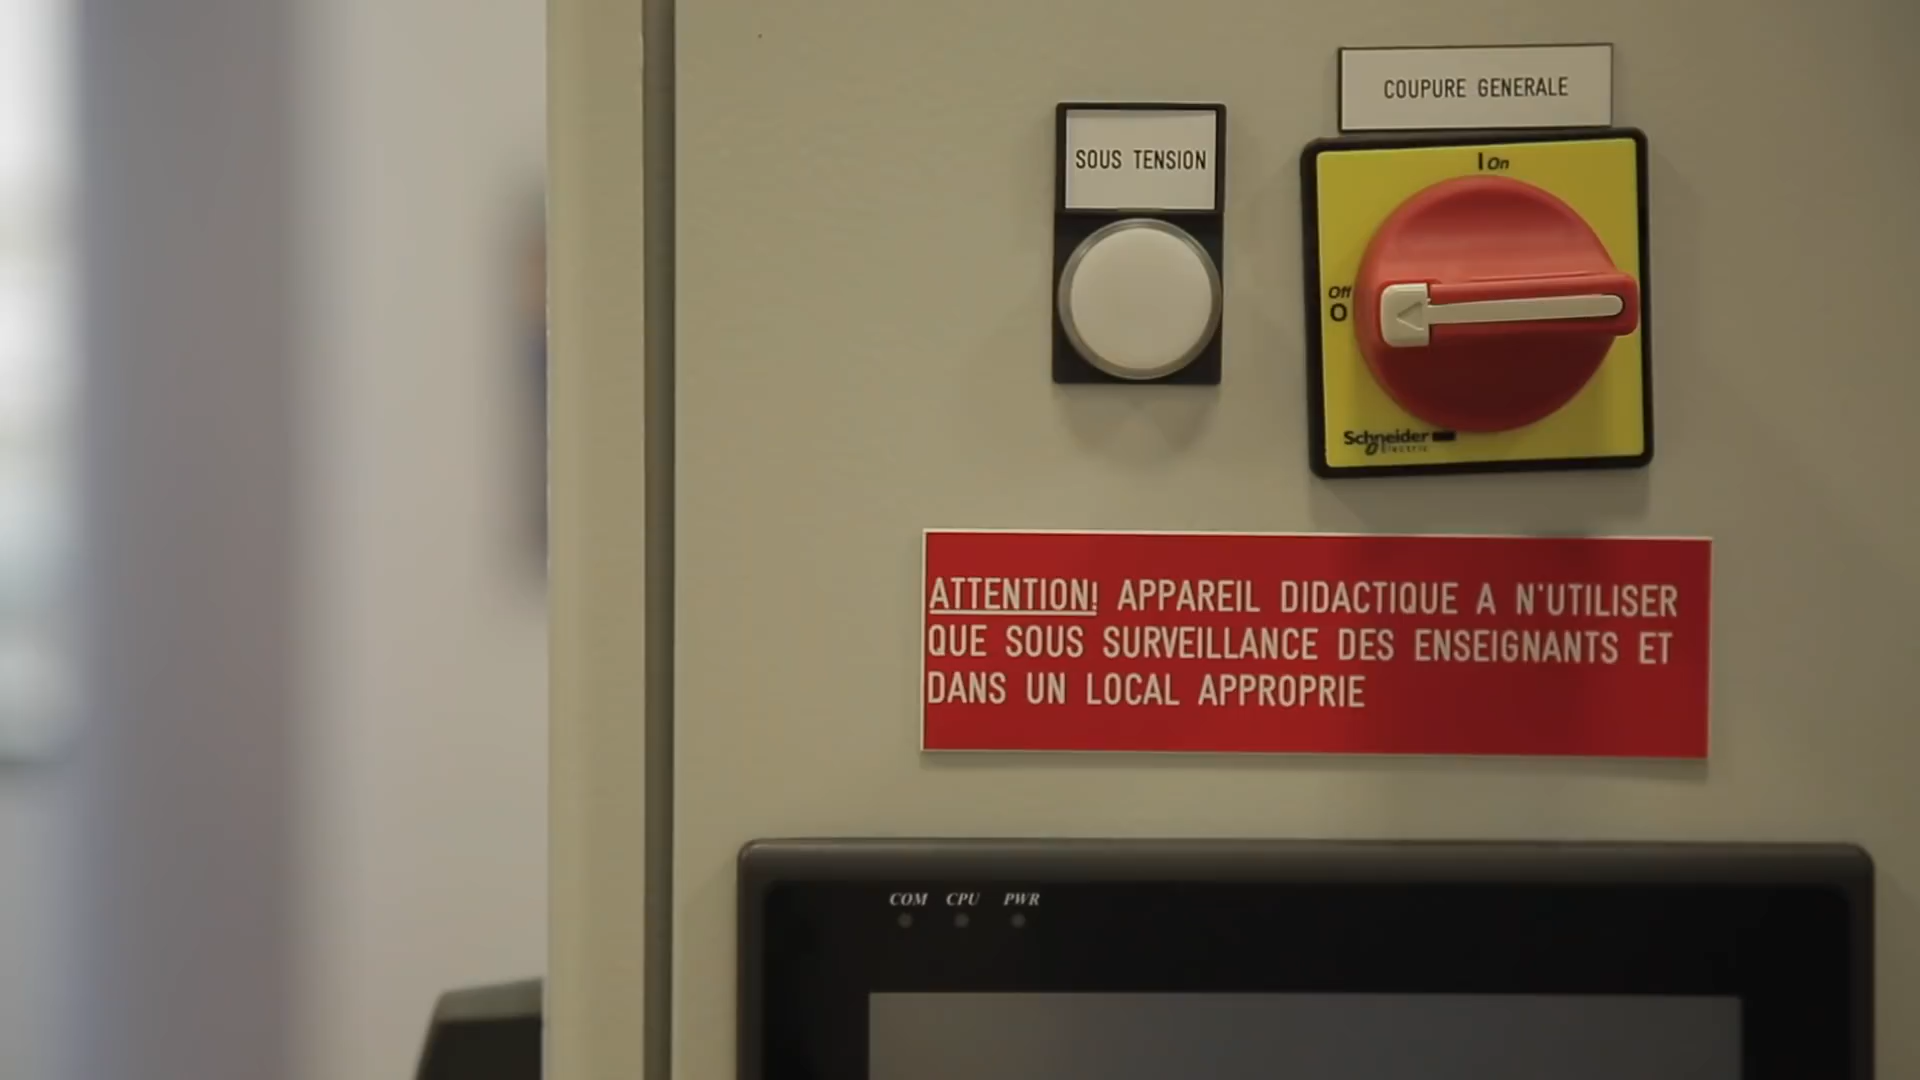 COUPURE GENERALE
SOUS TENSION
I On
Off
O
Schneider
Electric
ATTENTION! APPAREIL DIDACTIQUE A N'UTILISER
QUE SOUS SURVEILLANCE DES ENSEIGNANTS ET
DANS UN LOCAL APPROPRIE
COM CPU PWR